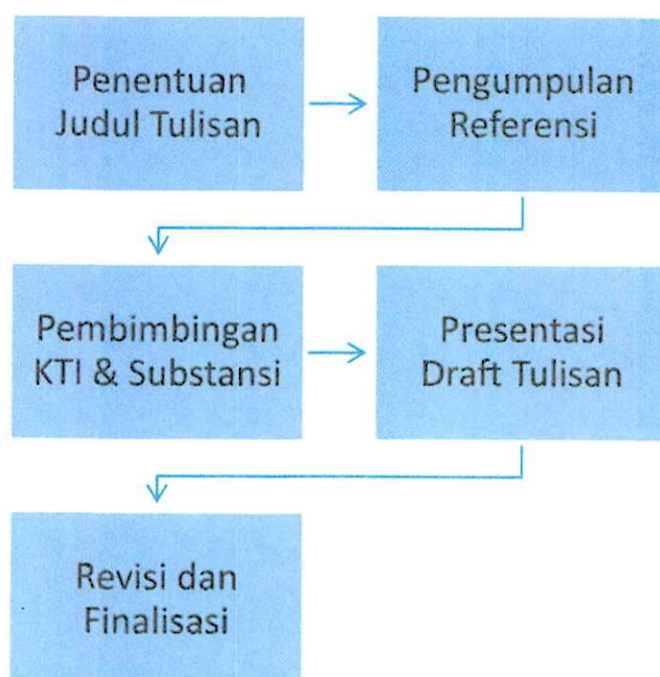 Penentuan
Judul Tulisan
Pengumpulan
Referensi
Pembimbingan
KTI & Substansi
Presentasi
Draft Tulisan
Revisi dan
Finalisasi